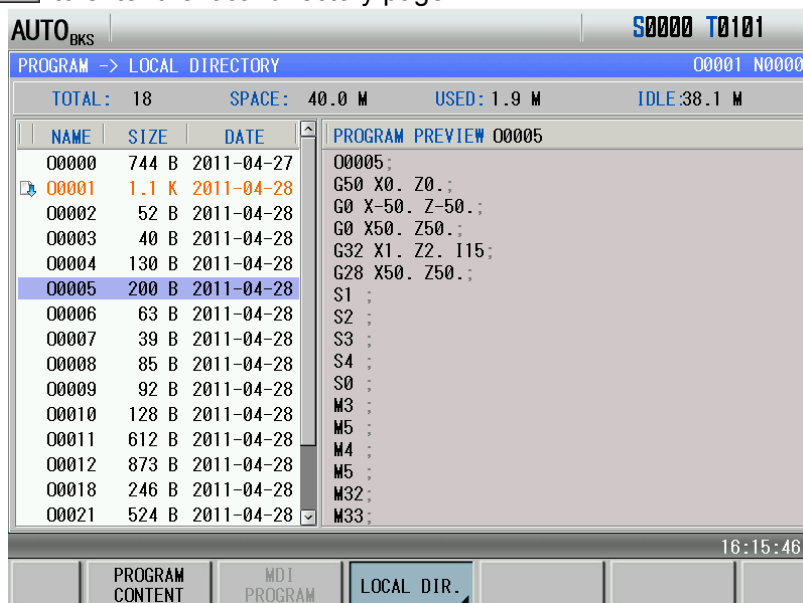 to enter the local directory page
AUTO BKS S0000 T0101
PROGRAM -> LOCAL DIRECTORY O0001 N0000
TOTAL: 18 SPACE: 40.0 M USED: 1.9 M IDLE:38.1 M
NAME SIZE DATE
O0000 744 B 2011-04-27
O0001 1.1 K 2011-04-28
O0002 52 B 2011-04-28
O0003 40 B 2011-04-28
O0004 130 B 2011-04-28
O0005 200 B 2011-04-28
O0006 63 B 2011-04-28
O0007 39 B 2011-04-28
O0008 85 B 2011-04-28
O0009 92 B 2011-04-28
O0010 128 B 2011-04-28
O0011 612 B 2011-04-28
O0012 873 B 2011-04-28
O0018 246 B 2011-04-28
O0021 524 B 2011-04-28
PROGRAM PREVIEW O0005
O0005;
G50 X0. Z0.;
G0 X-50. Z-50.;
G0 X50. Z50.;
G32 X1. Z2. I15;
G28 X50. Z50.;
S1 ;
S2 ;
S3 ;
S4 ;
S0 ;
M3 ;
M5 ;
M4 ;
M5 ;
M32;
M33;
16:15:46
PROGRAM
CONTENT
MDI
PROGRAM
LOCAL DIR.